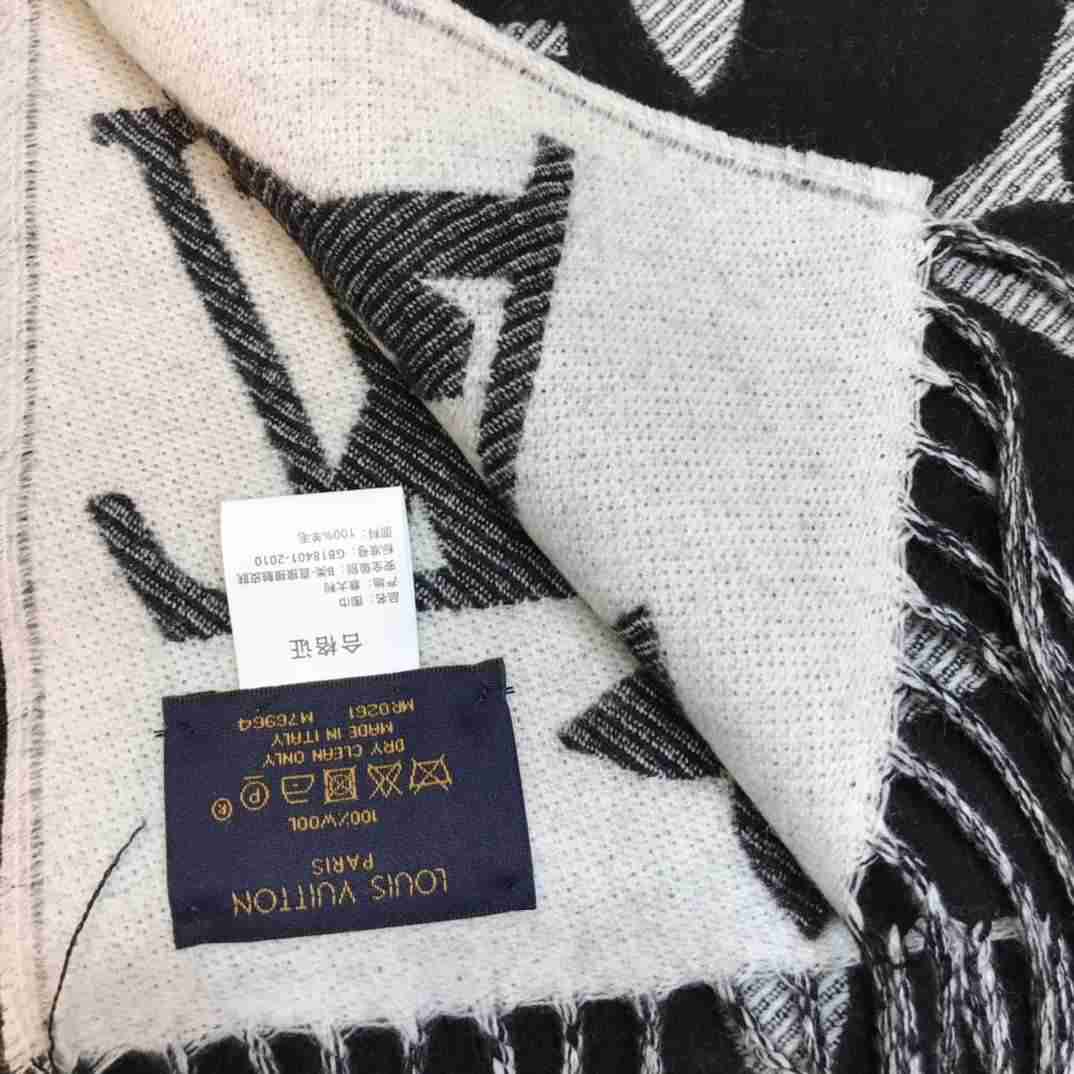 合格证
品名：围巾
产地：意大利
安全级别：B类-直接接触皮肤
标准号：GB18401-2010
面料：100%羊毛
LOUIS VUITTON
PARIS
100%WOOL
P ®
DRY CLEAN ONLY
MADE IN ITALY
MR0261 M76964